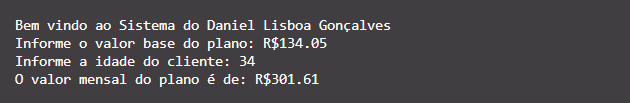 Bem vindo ao Sistema do Daniel Lisboa Gonçalves
Informe o valor base do plano: R$134.05
Informe a idade do cliente: 34
O valor mensal do plano é de: R$301.61